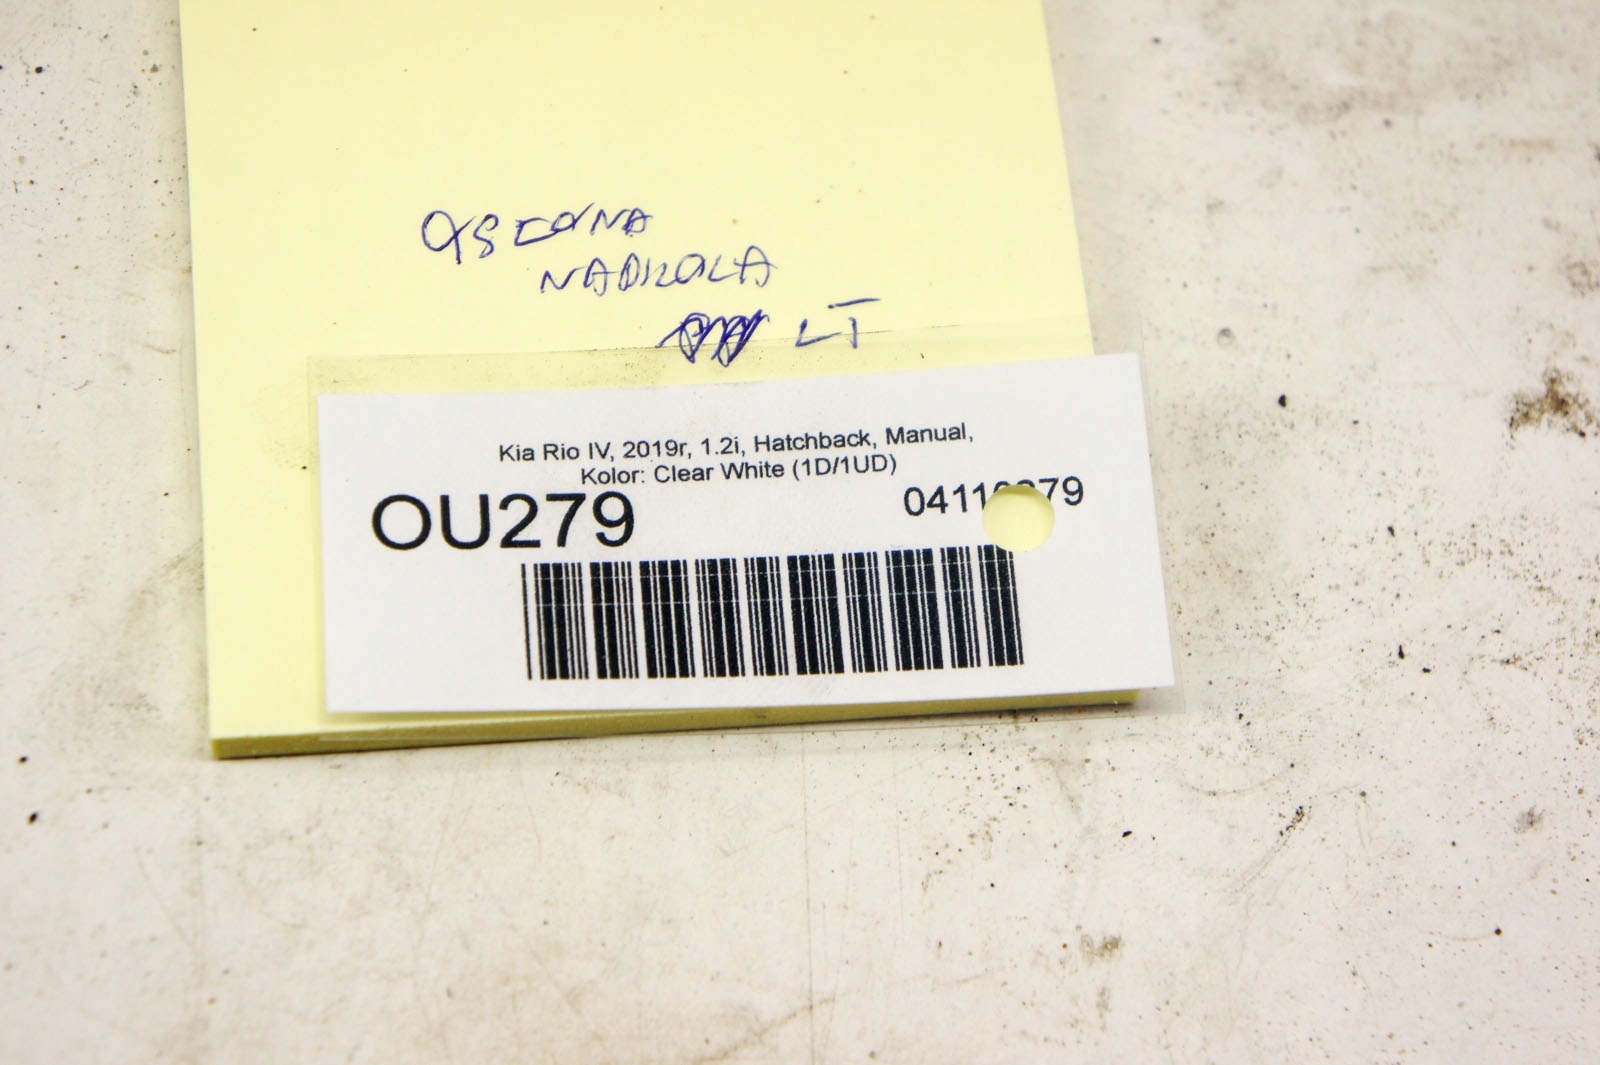 OSŁONA
NADKOLA
LT
Kia Rio IV, 2019r, 1.2i, Hatchback, Manual,
Kolor: Clear White (1D/1UD)
OU279